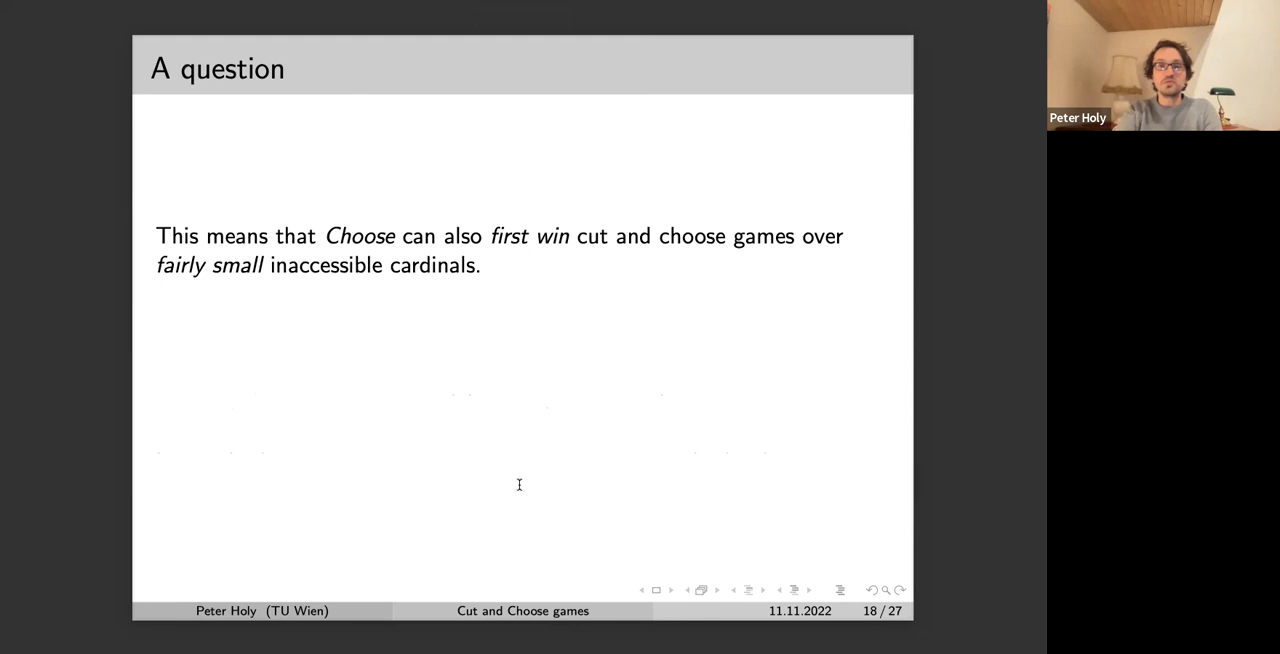 A question
This means that Choose can also first win cut and choose games over
fairly small inaccessible cardinals.
Peter Holy (TU Wien)
Cut and Choose games
11.11.2022
18 / 27
Peter Holy